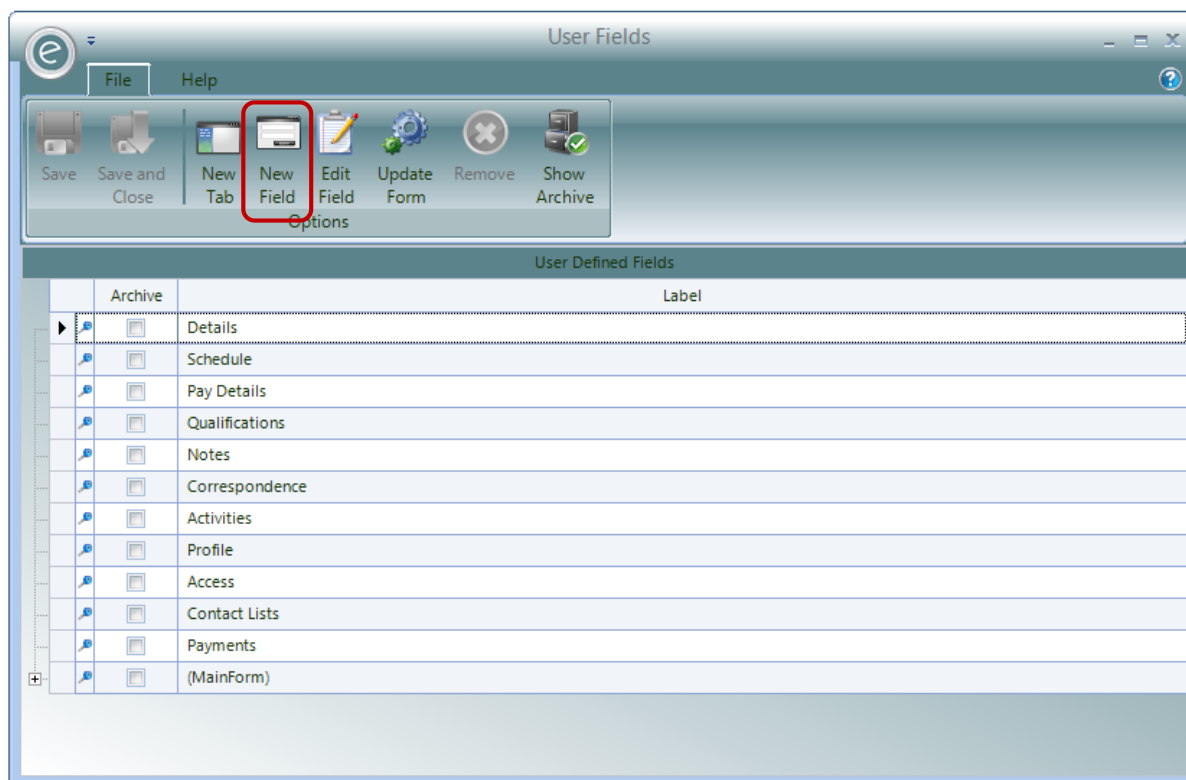 e
User Fields
File Help
Save Save and Close New Tab New Field Edit Field Update Form Remove Show Archive
Options
User Defined Fields
Archive Label
Details
Schedule
Pay Details
Qualifications
Notes
Correspondence
Activities
Profile
Access
Contact Lists
Payments
(MainForm)